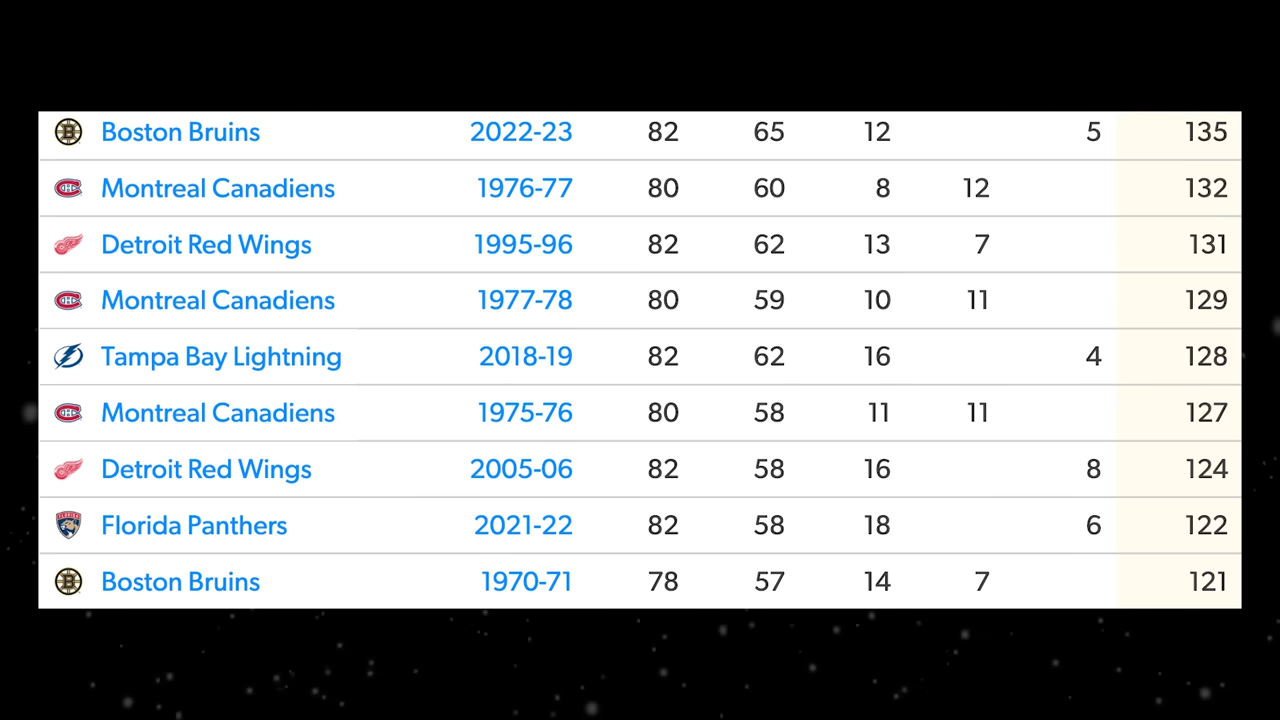 Boston Bruins 2022-23 82 65 12 5 135
Montreal Canadiens 1976-77 80 60 8 12 132
Detroit Red Wings 1995-96 82 62 13 7 131
Montreal Canadiens 1977-78 80 59 10 11 129
Tampa Bay Lightning 2018-19 82 62 16 4 128
Montreal Canadiens 1975-76 80 58 11 11 127
Detroit Red Wings 2005-06 82 58 16 8 124
Florida Panthers 2021-22 82 58 18 6 122
Boston Bruins 1970-71 78 57 14 7 121